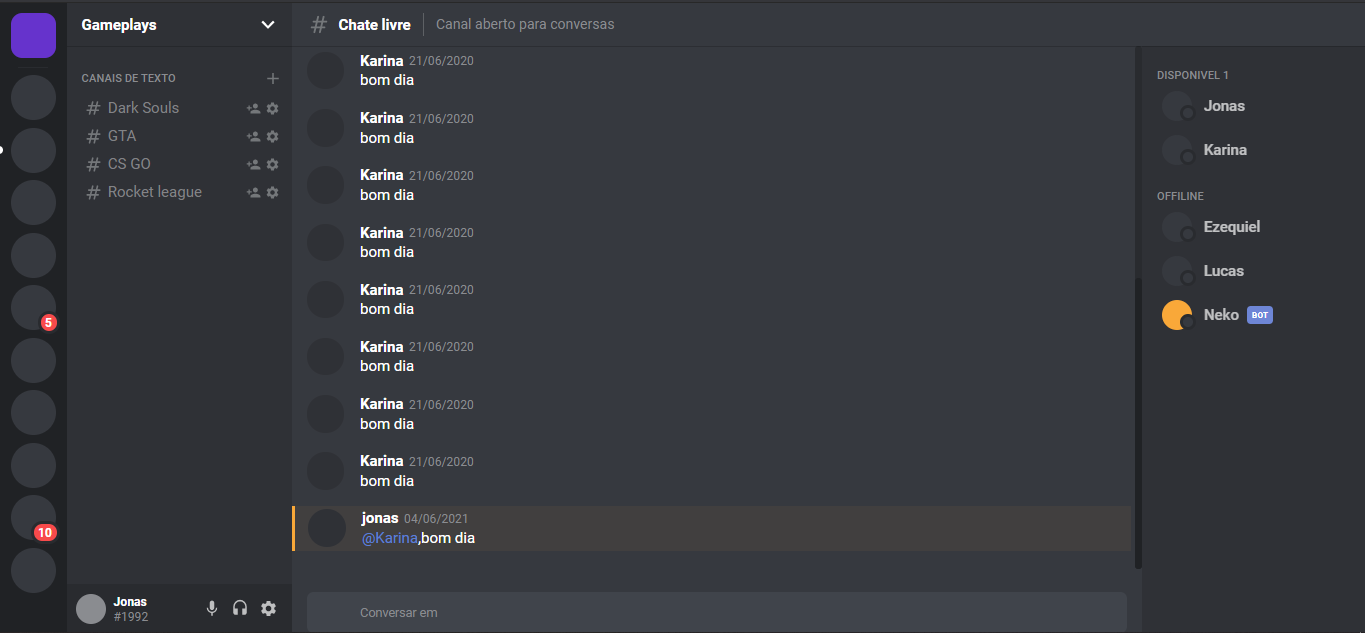 Gameplays
# Chate livre
Canal aberto para conversas
CANAIS DE TEXTO +
# Dark Souls
# GTA
# CS GO
# Rocket league
5
10
Jonas
#1992
Karina 21/06/2020
bom dia
Karina 21/06/2020
bom dia
Karina 21/06/2020
bom dia
Karina 21/06/2020
bom dia
Karina 21/06/2020
bom dia
Karina 21/06/2020
bom dia
Karina 21/06/2020
bom dia
Karina 21/06/2020
bom dia
jonas 04/06/2021
@Karina,bom dia
Conversar em
DISPONIVEL 1
Jonas
Karina
OFFILINE
Ezequiel
Lucas
Neko BOT